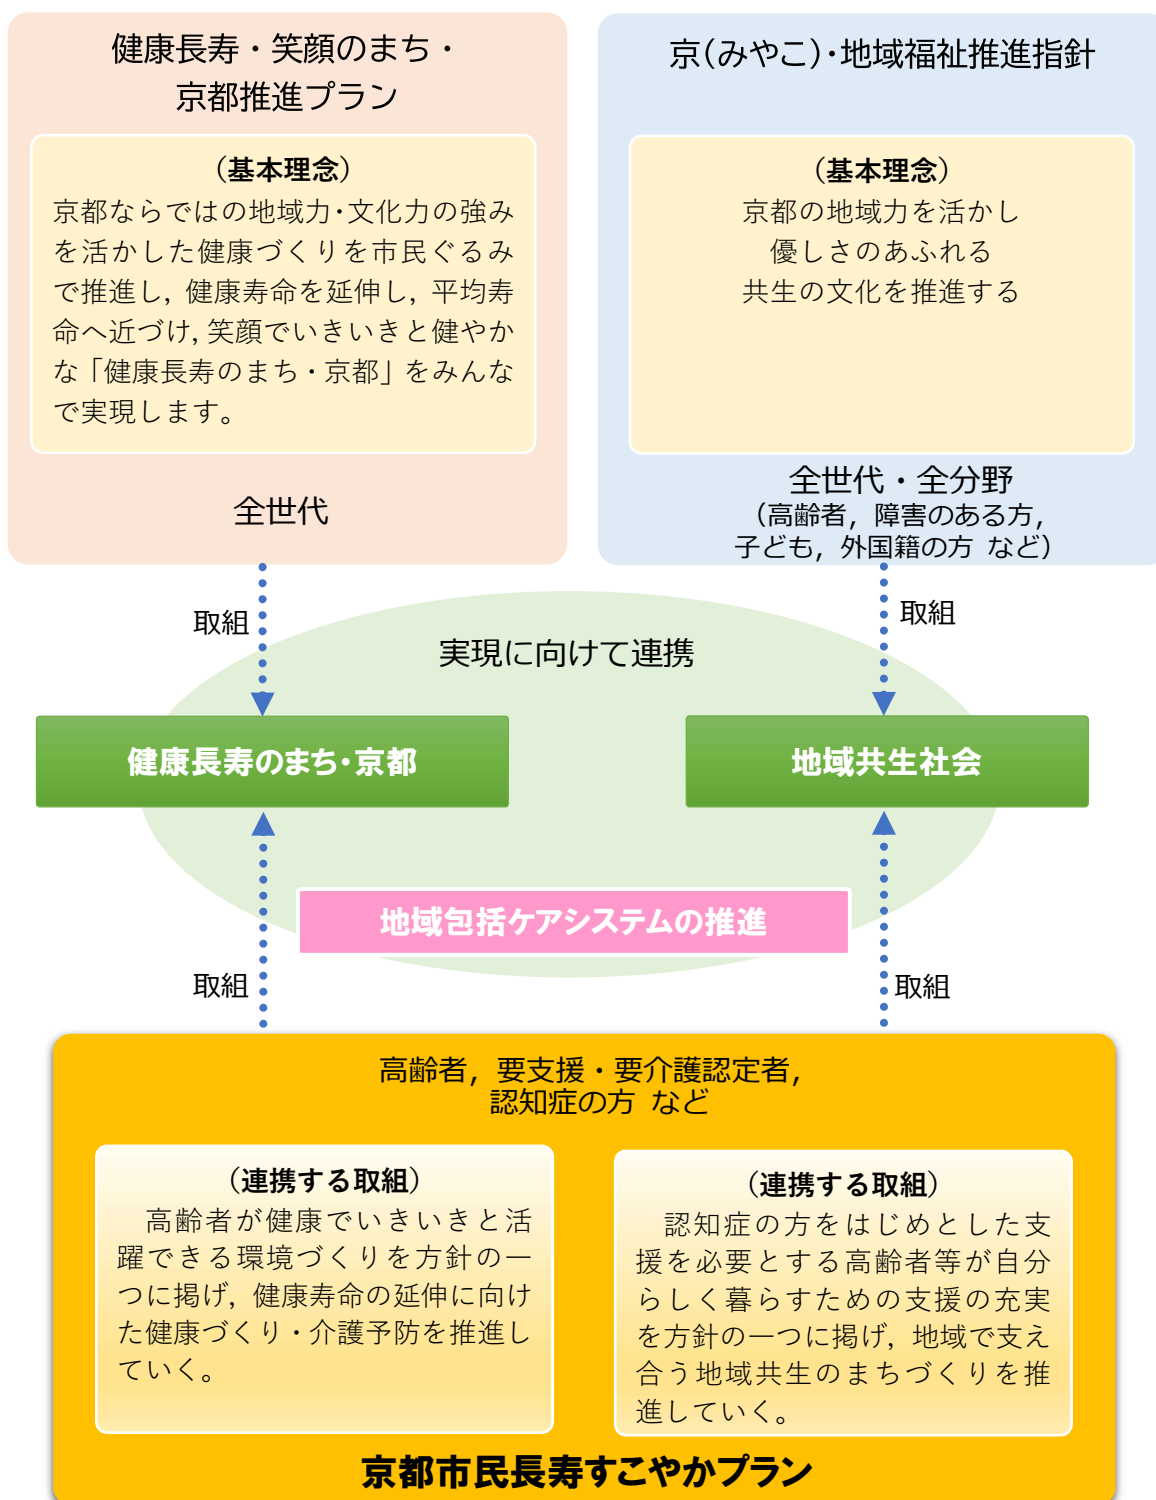 健康長寿・笑顔のまち・
京都推進プラン
（基本理念）
京都ならではの地域力・文化力の強み
を活かした健康づくりを市民ぐるみ
で推進し，健康寿命を延伸し，平均寿
命へ近づけ，笑顔でいきいきと健やか
な「健康長寿のまち・京都」をみんな
で実現します。
全世代
京（みやこ）・地域福祉推進指針
（基本理念）
京都の地域力を活かし
優しさのあふれる
共生の文化を推進する
全世代・全分野
（高齢者，障害のある方，
子ども，外国籍の方 など）
取組
取組
実現に向けて連携
健康長寿のまち・京都
地域共生社会
地域包括ケアシステムの推進
取組
取組
高齢者，要支援・要介護認定者，
認知症の方 など
（連携する取組）
高齢者が健康でいきいきと活
躍できる環境づくりを方針の一
つに掲げ，健康寿命の延伸に向け
た健康づくり・介護予防を推進し
ていく。
（連携する取組）
認知症の方をはじめとした支
援を必要とする高齢者等が自分
らしく暮らすための支援の充実
を方針の一つに掲げ，地域で支え
合う地域共生のまちづくりを推
進していく。
京都市民長寿すこやかプラン